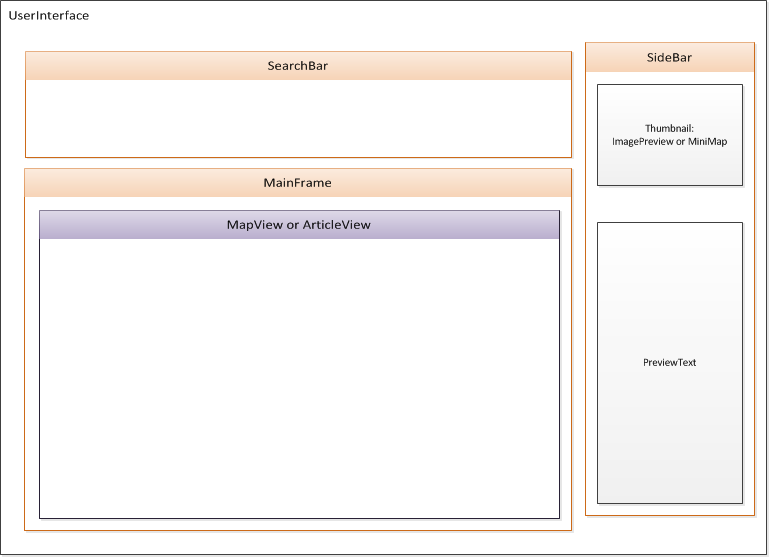 UserInterface
SearchBar
MainFrame
MapView or ArticleView
SideBar
Thumbnail:
ImagePreview or MiniMap
PreviewText